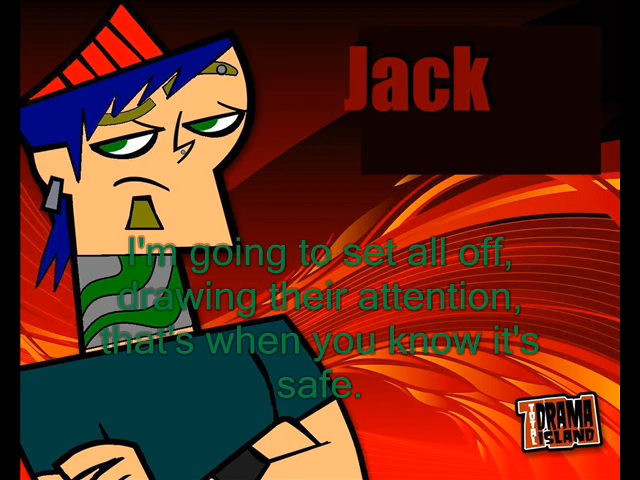 Jack
I'm going to set all off,
drawing their attention,
that's when you know it's
safe.
TOTAL
DRAMA
ISLAND